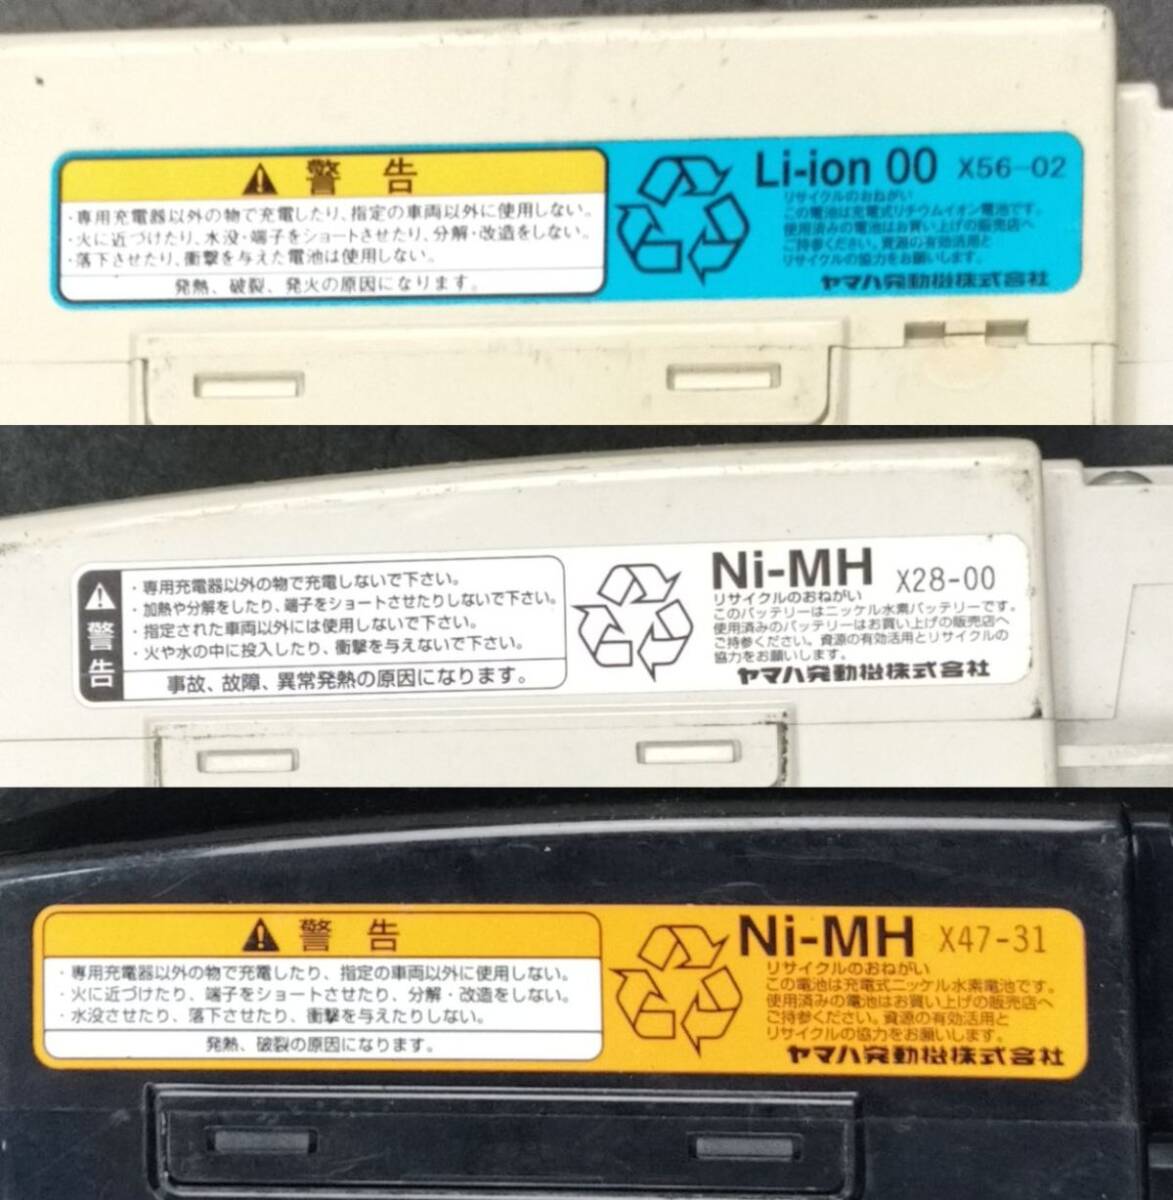 警告
・専用充電器以外の物で充電したり、指定の車両以外に使用しない。
・火に近づけたり、水没・端子をショートさせたり、分解・改造をしない。
・落下させたり、衝撃を与えた電池は使用しない。
発熱、破裂、発火の原因になります。
Li-ion 00 X56-02
リサイクルのおねがい
この電池は充電式リチウムイオン電池です。
使用済みの電池はお買い上げの販売店へ
ご持参ください。資源の有効活用と
リサイクルの協力をお願いします。
ヤマハ発動機株式会社
警告
・専用充電器以外の物で充電しないで下さい。
・加熱や分解をしたり、端子をショートさせたりしないで下さい。
・指定された車両以外には使用しないで下さい。
・火や水の中に投入したり、衝撃を与えないで下さい。
事故、故障、異常発熱の原因になります。
Ni-MH X28-00
リサイクルのおねがい
このバッテリーはニッケル水素バッテリーです。
使用済みのバッテリーはお買い上げの販売店へ
ご持参ください。資源の有効活用とリサイクルの
協力をお願いします。
ヤマハ発動機株式会社
警告
・専用充電器以外の物で充電したり、指定の車両以外に使用しない。
・火に近づけたり、端子をショートさせたり、分解・改造をしない。
・水没させたり、落下させたり、衝撃を与えたりしない。
発熱、破裂の原因になります。
Ni-MH X47-31
リサイクルのおねがい
この電池は充電式ニッケル水素電池です。
使用済みの電池はお買い上げの販売店へ
ご持参ください。資源の有効活用と
リサイクルの協力をお願いします。
ヤマハ発動機株式会社